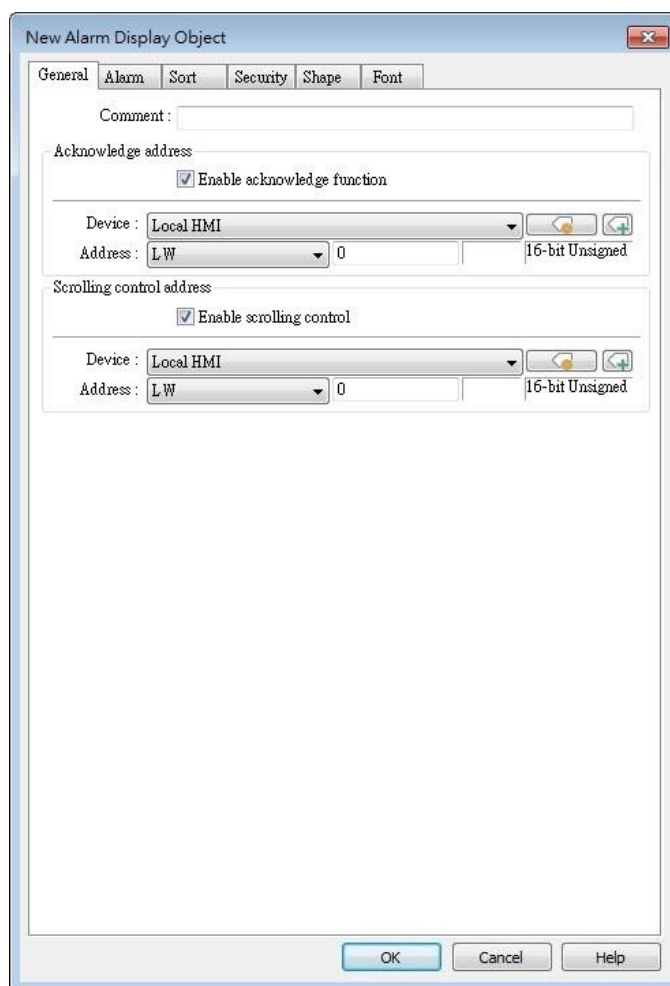 New Alarm Display Object
General Alarm Sort Security Shape Font
Comment :
Acknowledge address
Enable acknowledge function
Device : Local HMI
Address : LW 0 16-bit Unsigned
Scrolling control address
Enable scrolling control
Device : Local HMI
Address : LW 0 16-bit Unsigned
OK Cancel Help